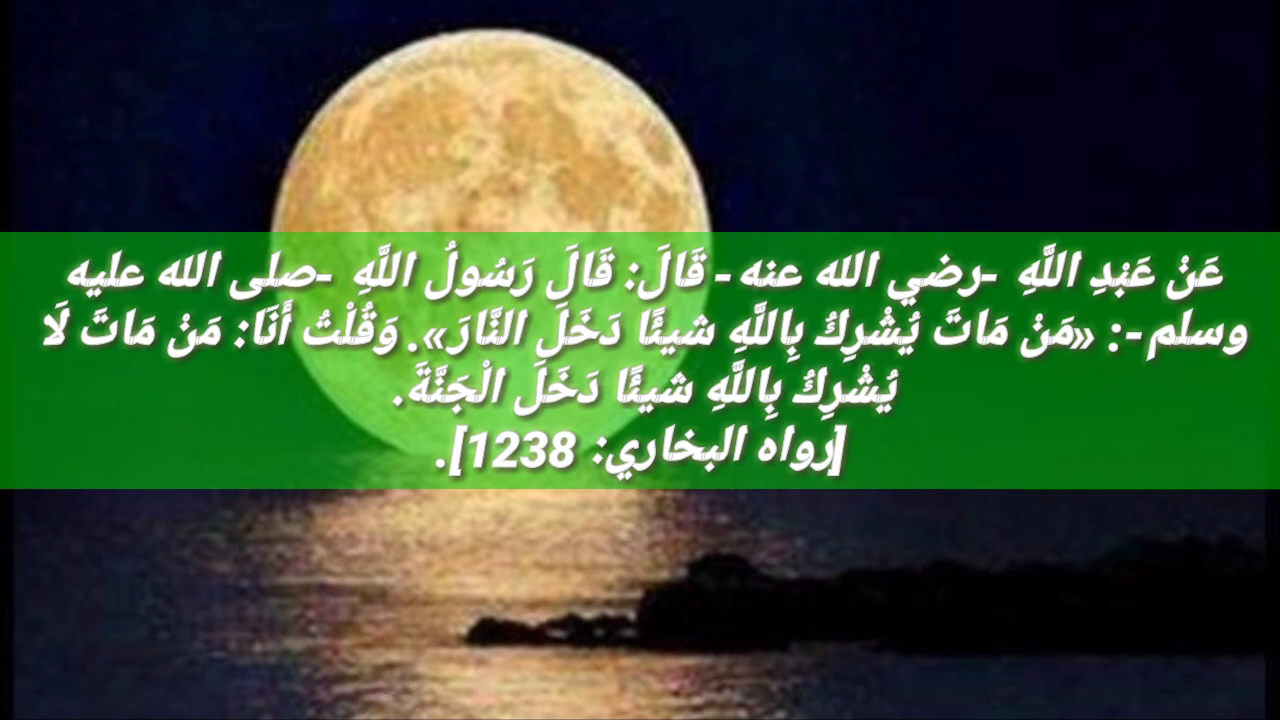 عَنْ عَبْدِ اللَّهِ -رضي الله عنه- قَالَ: قَالَ رَسُولُ اللَّهِ -صلى الله عليه
وسلم-: «مَنْ مَاتَ يُشْرِكُ بِاللَّهِ شيئًا دَخَلَ النَّارَ». وَقُلْتُ أَنَا: مَنْ مَاتَ لَا
يُشْرِكُ بِاللَّهِ شيئًا دَخَلَ الْجَنَّةَ.
[رواه البخاري: 1238].